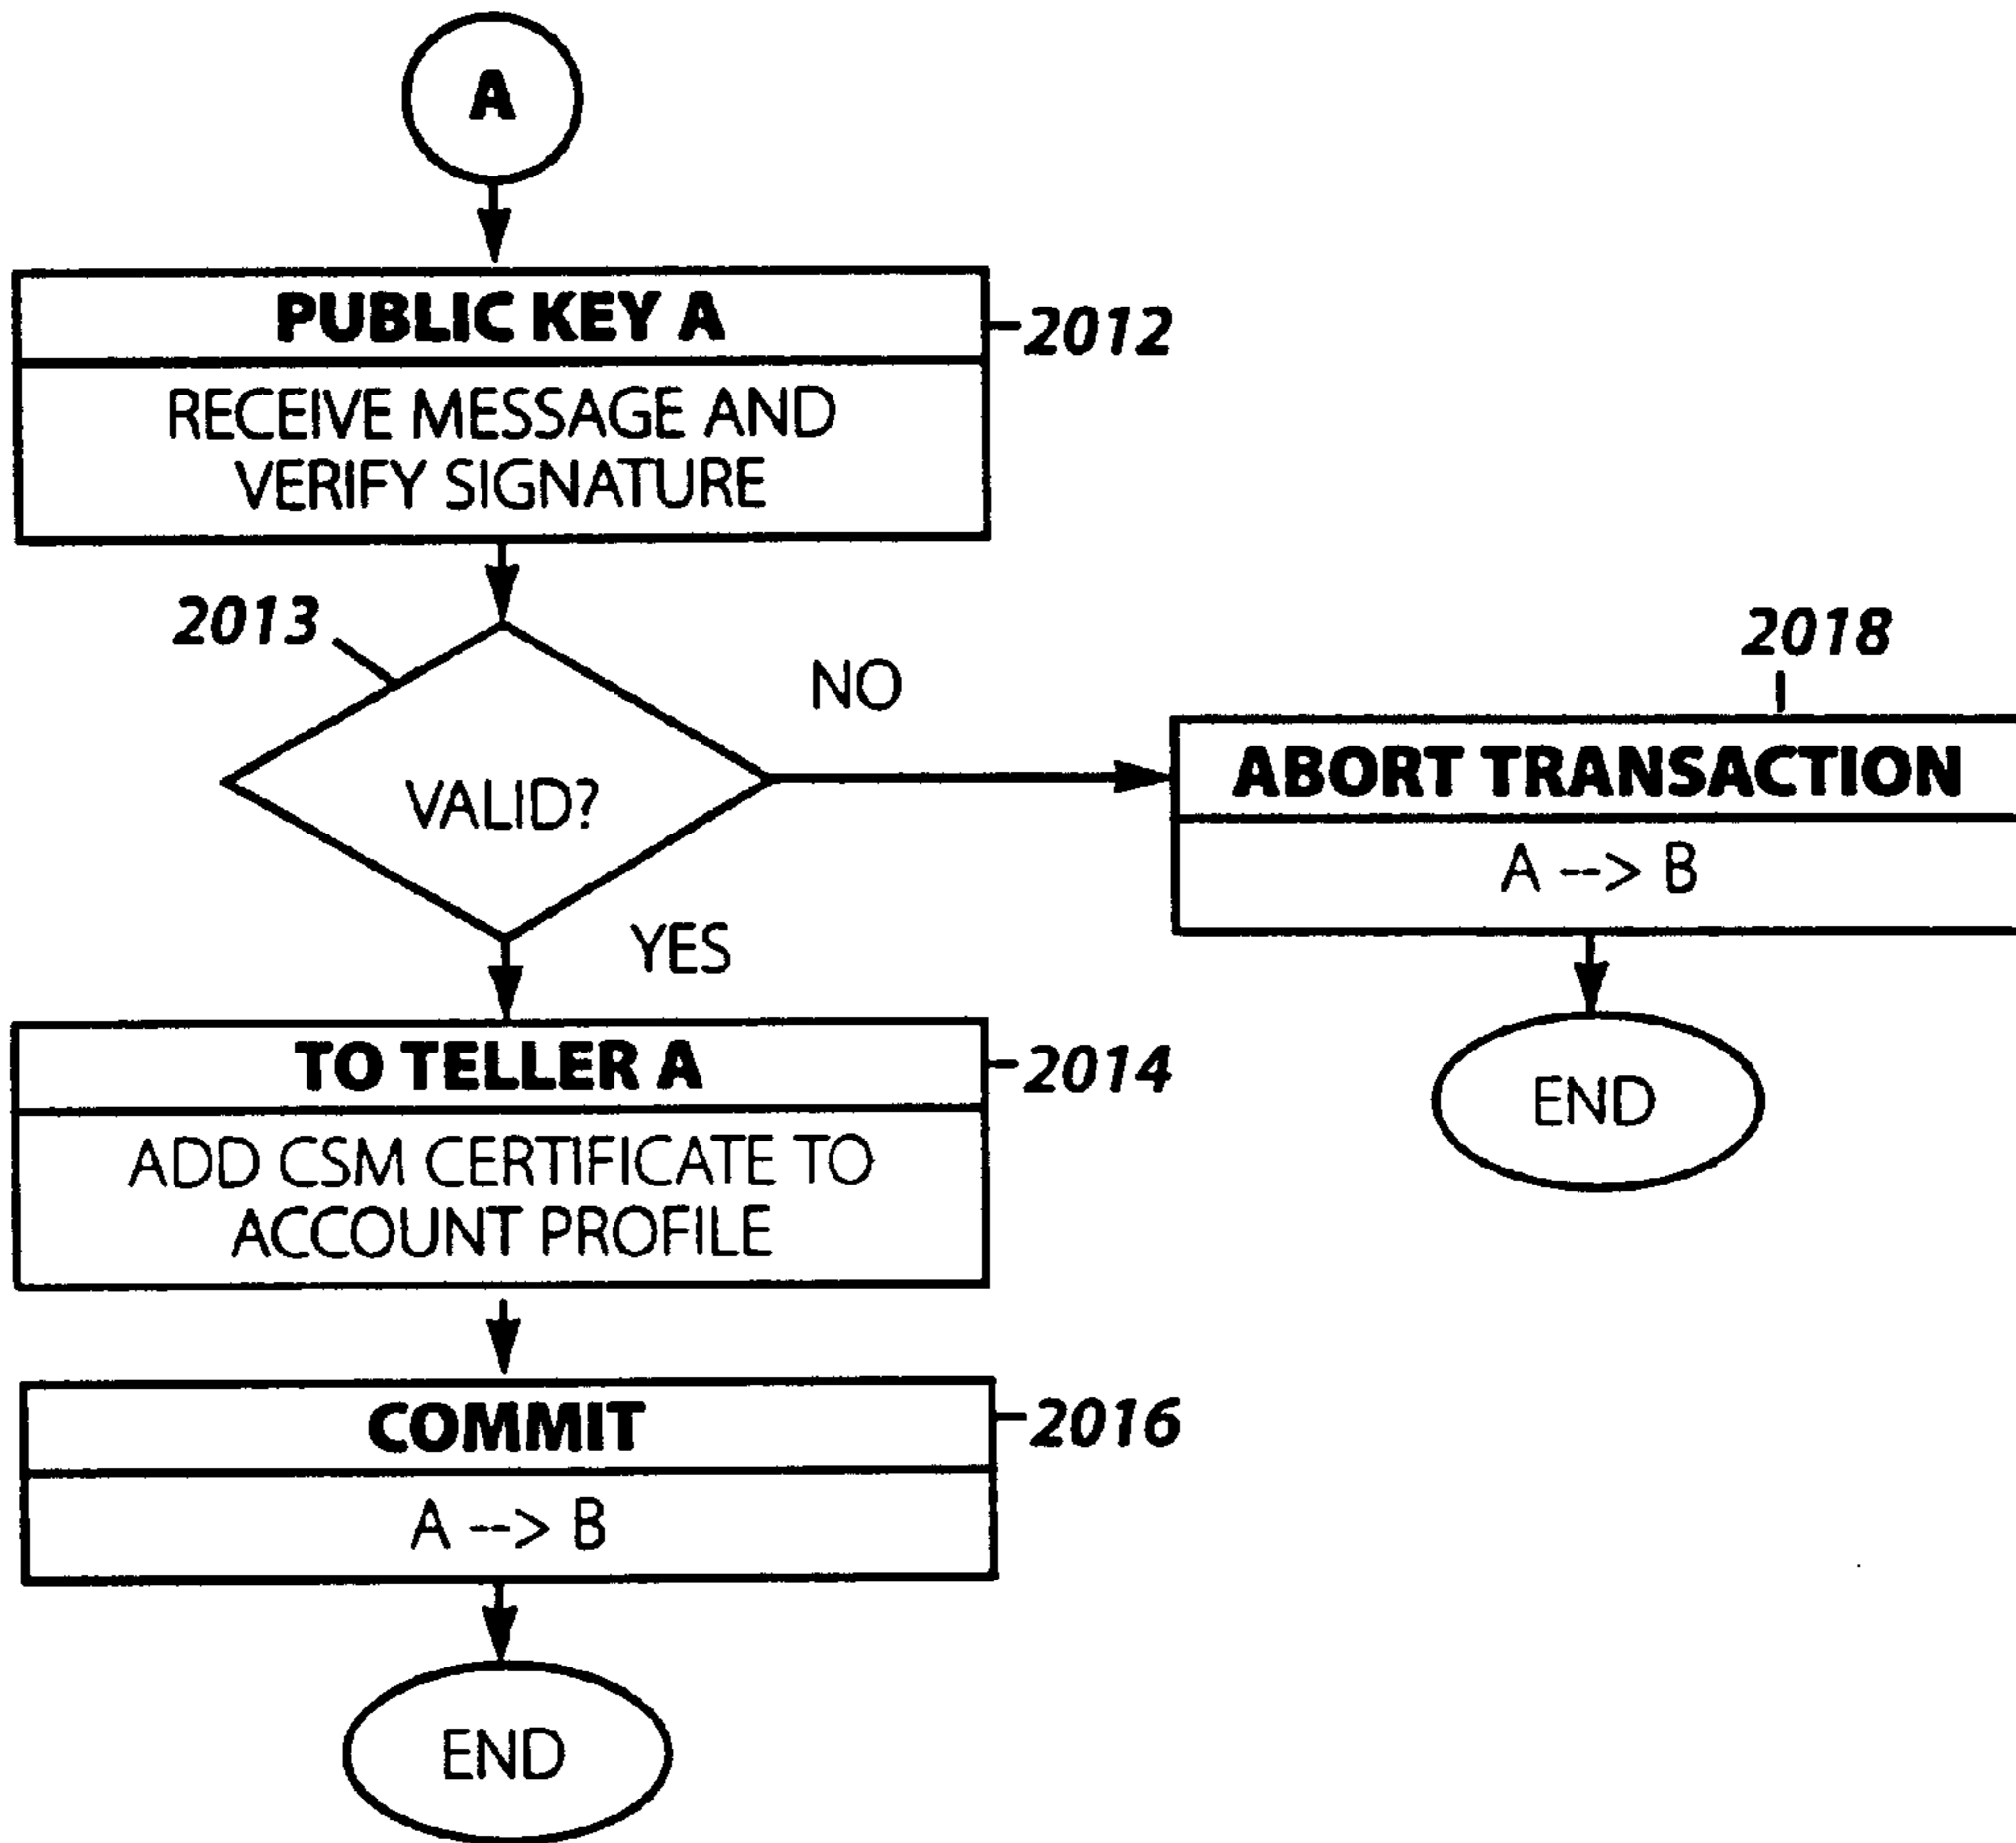 A
PUBLIC KEY A
2012
RECEIVE MESSAGE AND
VERIFY SIGNATURE
2013
NO
VALID?
YES
2018
ABORT TRANSACTION
A --> B
END
TO TELLER A
2014
ADD CSM CERTIFICATE TO
ACCOUNT PROFILE
COMMIT
2016
A --> B
END